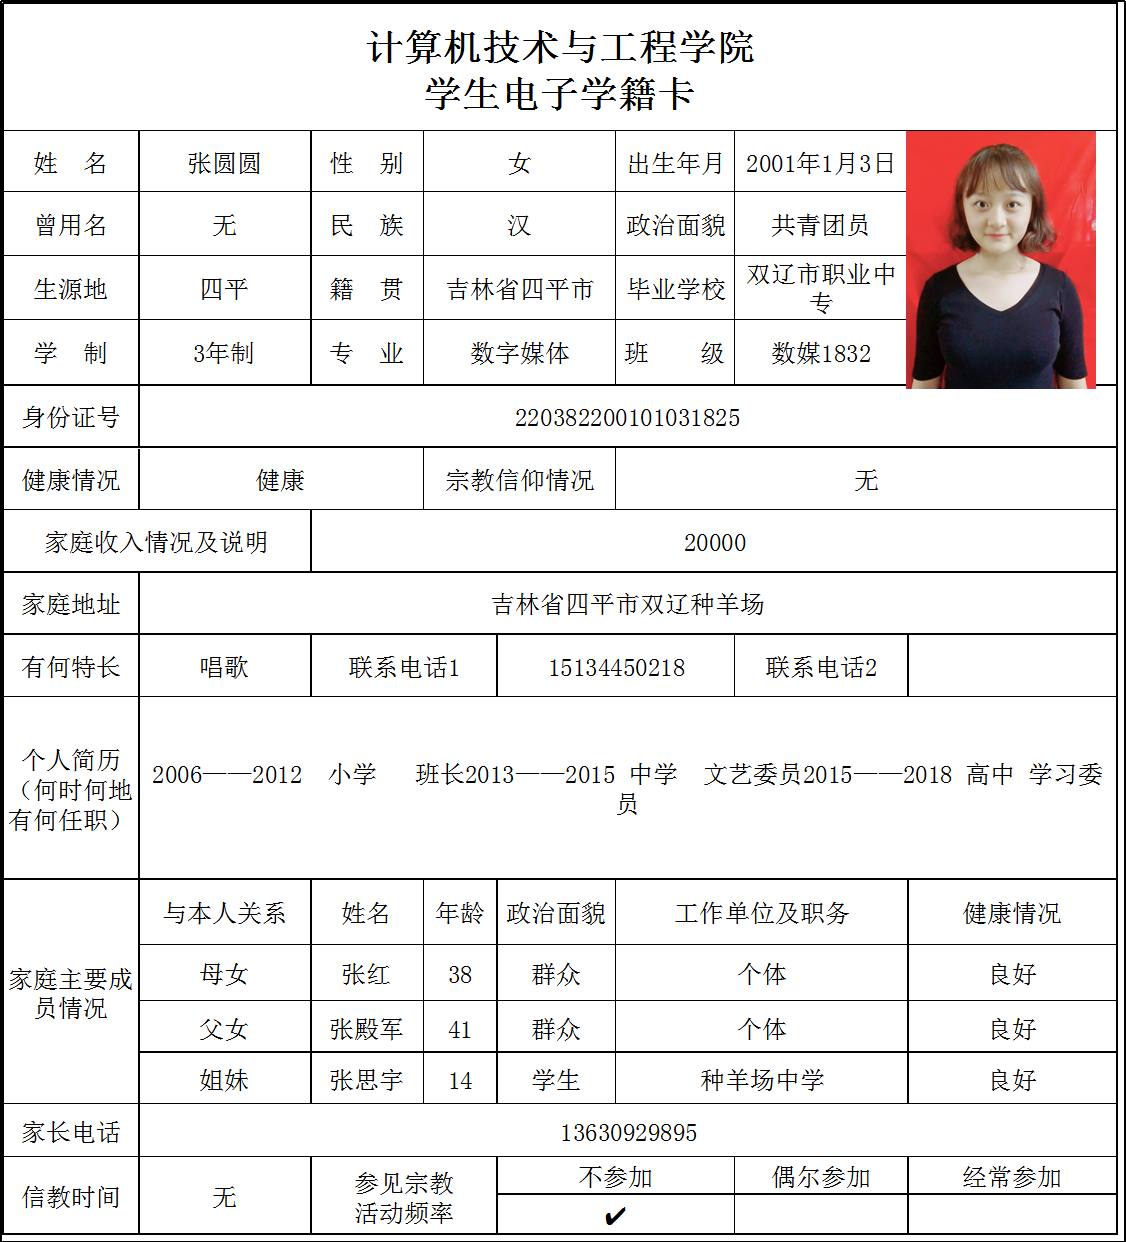 计算机技术与工程学院
学生电子学籍卡
姓 名 张圆圆 性 别 女 出生年月 2001年1月3日
曾用名 无 民 族 汉 政治面貌 共青团员
生源地 四平 籍 贯 吉林省四平市 毕业学校 双辽市职业中专
学 制 3年制 专 业 数字媒体 班 级 数媒1832
身份证号 220382200101031825
健康情况 健康 宗教信仰情况 无
家庭收入情况及说明 20000
家庭地址 吉林省四平市双辽种羊场
有何特长 唱歌 联系电话1 15134450218 联系电话2
个人简历
（何时何地
有何任职）
2006——2012 小学 班长2013——2015 中学 文艺委员2015——2018 高中 学习委
员
家庭主要成
员情况
与本人关系 姓名 年龄 政治面貌 工作单位及职务 健康情况
母女 张红 38 群众 个体 良好
父女 张殿军 41 群众 个体 良好
姐妹 张思宇 14 学生 种羊场中学 良好
家长电话 13630929895
信教时间 无 参见宗教
活动频率
不参加 偶尔参加 经常参加
✔